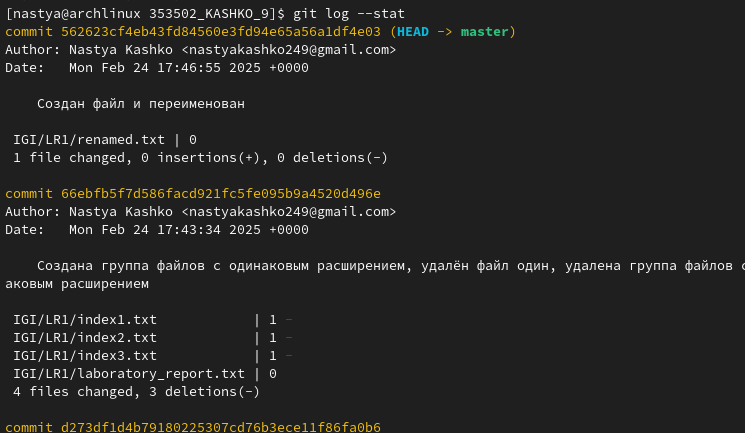 [nastya@archlinux 353502_KASHKO_9]$ git log --stat
commit 562623cf4eb43fd84560e3fd94e65a56a1df4e03 (HEAD -> master)
Author: Nastya Kashko <nastyakashko249@gmail.com>
Date:   Mon Feb 24 17:46:55 2025 +0000
Создан файл и переименован
IGI/LR1/renamed.txt | 0
1 file changed, 0 insertions(+), 0 deletions(-)
commit 66ebfb5f7d586facd921fc5fe095b9a4520d496e
Author: Nastya Kashko <nastyakashko249@gmail.com>
Date:   Mon Feb 24 17:43:34 2025 +0000
Создана группа файлов с одинаковым расширением, удалён файл один, удалена группа файлов с
аковым расширением
IGI/LR1/index1.txt            | 1 -
IGI/LR1/index2.txt            | 1 -
IGI/LR1/index3.txt            | 1 -
IGI/LR1/laboratory_report.txt | 0
4 files changed, 3 deletions(-)
commit d273df1d4b79180225307cd76b3ece11f86fa0b6